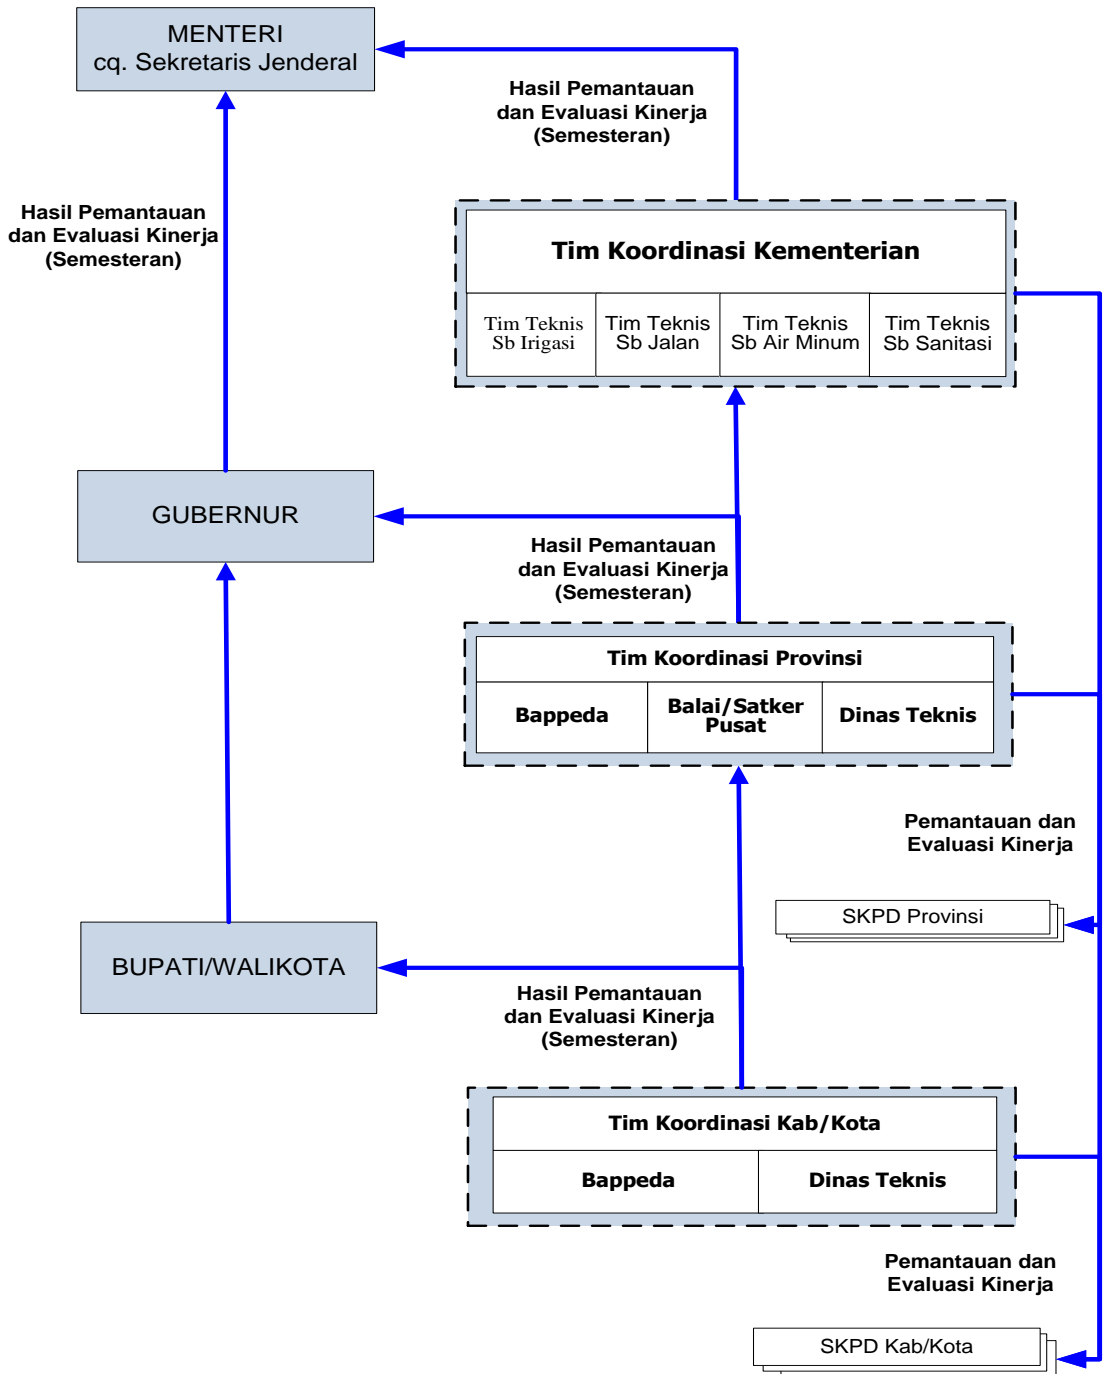 MENTERI
cq. Sekretaris Jenderal
Hasil Pemantauan
dan Evaluasi Kinerja
(Semesteran)
Hasil Pemantauan
dan Evaluasi Kinerja
(Semesteran)
Tim Koordinasi Kementerian
Tim Teknis
Sb Irigasi
Tim Teknis
Sb Jalan
Tim Teknis
Sb Air Minum
Tim Teknis
Sb Sanitasi
GUBERNUR
Hasil Pemantauan
dan Evaluasi Kinerja
(Semesteran)
Tim Koordinasi Provinsi
Bappeda
Balai/Satker
Pusat
Dinas Teknis
Pemantauan dan
Evaluasi Kinerja
SKPD Provinsi
BUPATI/WALIKOTA
Hasil Pemantauan
dan Evaluasi Kinerja
(Semesteran)
Tim Koordinasi Kab/Kota
Bappeda
Dinas Teknis
Pemantauan dan
Evaluasi Kinerja
SKPD Kab/Kota